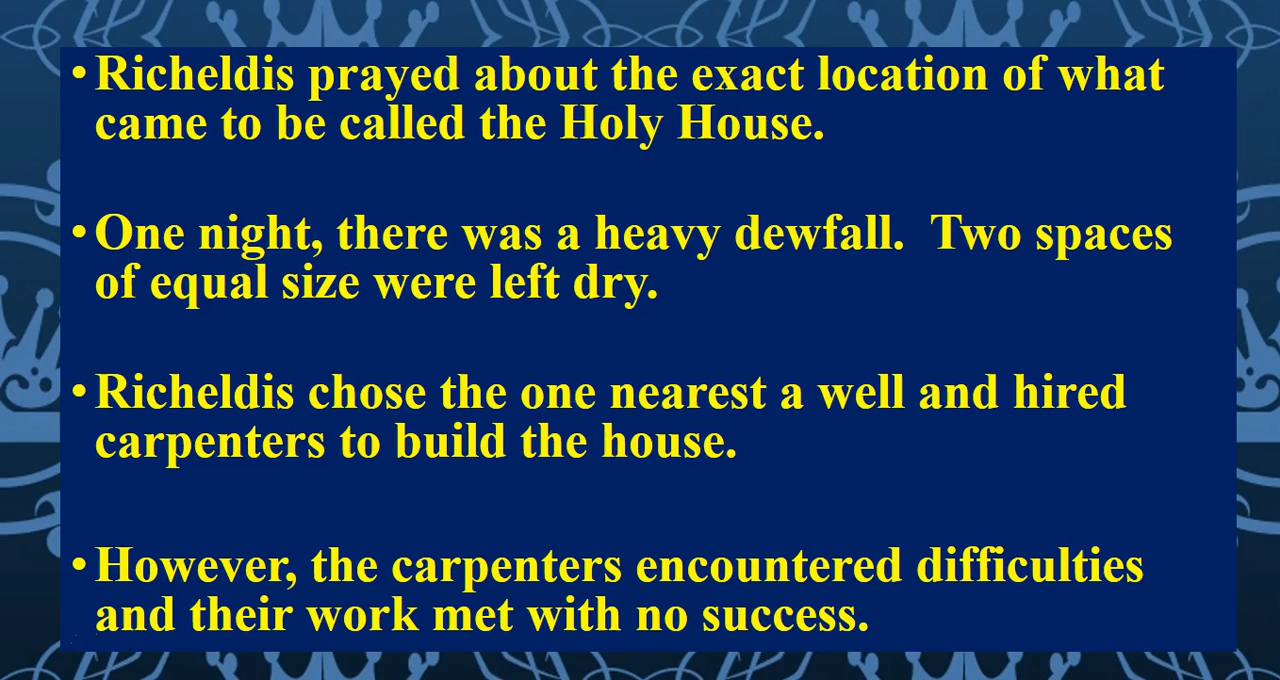 • Richeldis prayed about the exact location of what
came to be called the Holy House.
• One night, there was a heavy dewfall.  Two spaces
of equal size were left dry.
• Richeldis chose the one nearest a well and hired
carpenters to build the house.
• However, the carpenters encountered difficulties
and their work met with no success.